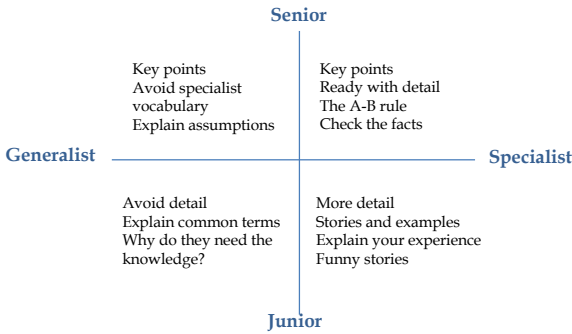 Senior
Key points
Avoid specialist
vocabulary
Explain assumptions
Key points
Ready with detail
The A-B rule
Check the facts
Generalist
Specialist
Avoid detail
Explain common terms
Why do they need the
knowledge?
More detail
Stories and examples
Explain your experience
Funny stories
Junior